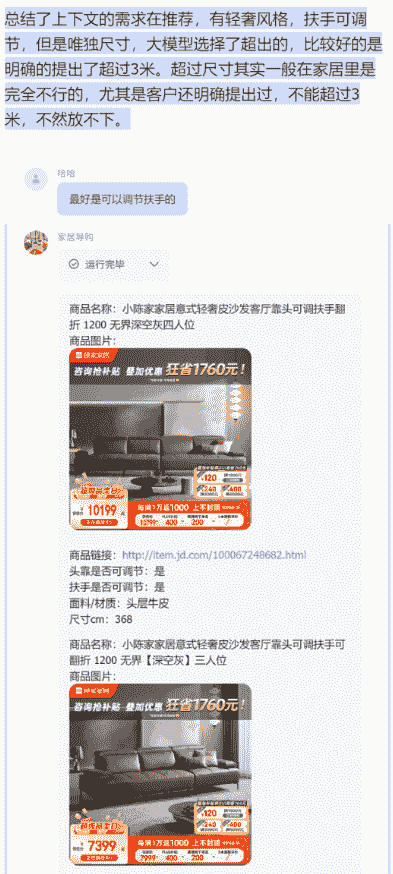 总结了上下文的需求在推荐，有轻奢风格，扶手可调
节，但是唯独尺寸，大模型选择了超出的，比较好的是
明确的提出了超过3米。超过尺寸其实一般在家居里是
完全不行的，尤其是客户还明确提出过，不能超过3
米，不然放不下。
哈哈
最好是可以调节扶手的
家居导购
运行完毕
商品名称：小陈家家居意式轻奢皮沙发客厅靠头可调扶手翻
折 1200 无界深空灰四人位
商品图片：
咨询抢补贴 叠加优惠 狂省1760元！
120
240
400
10199
每满1万返1000 上不封顶
400
200
商品链接：http://item.jd.com/100067248682.html
头靠是否可调节：是
扶手是否可调节：是
面料/材质：头层牛皮
尺寸cm：368
商品名称：小陈家家居意式轻奢皮沙发客厅靠头可调扶手可
翻折 1200 无界【深空灰】三人位
商品图片：
咨询抢补贴 叠加优惠 狂省1760元！
120
240
400
7399
每满1万返1000 上不封顶
7999
400
200